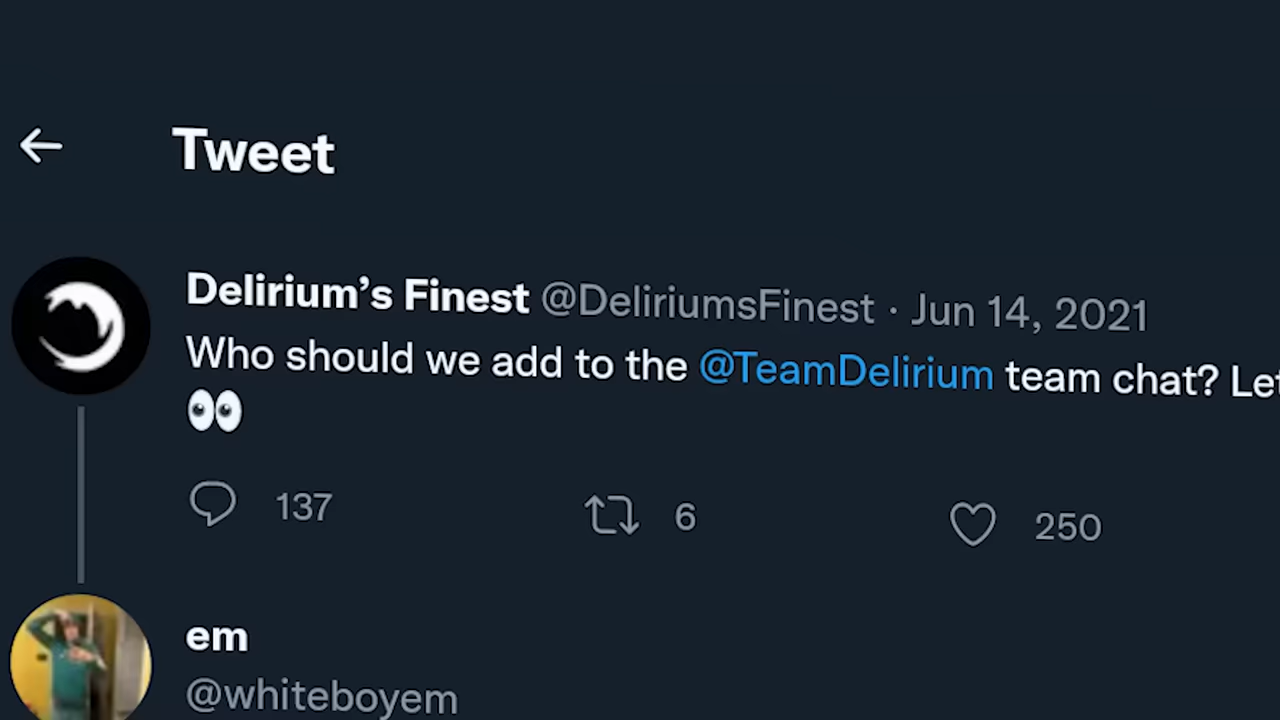 Tweet
Delirium’s Finest @DeliriumsFinest · Jun 14, 2021
Who should we add to the @TeamDelirium team chat? Let
👀
137 6 250
em
@whiteboyem